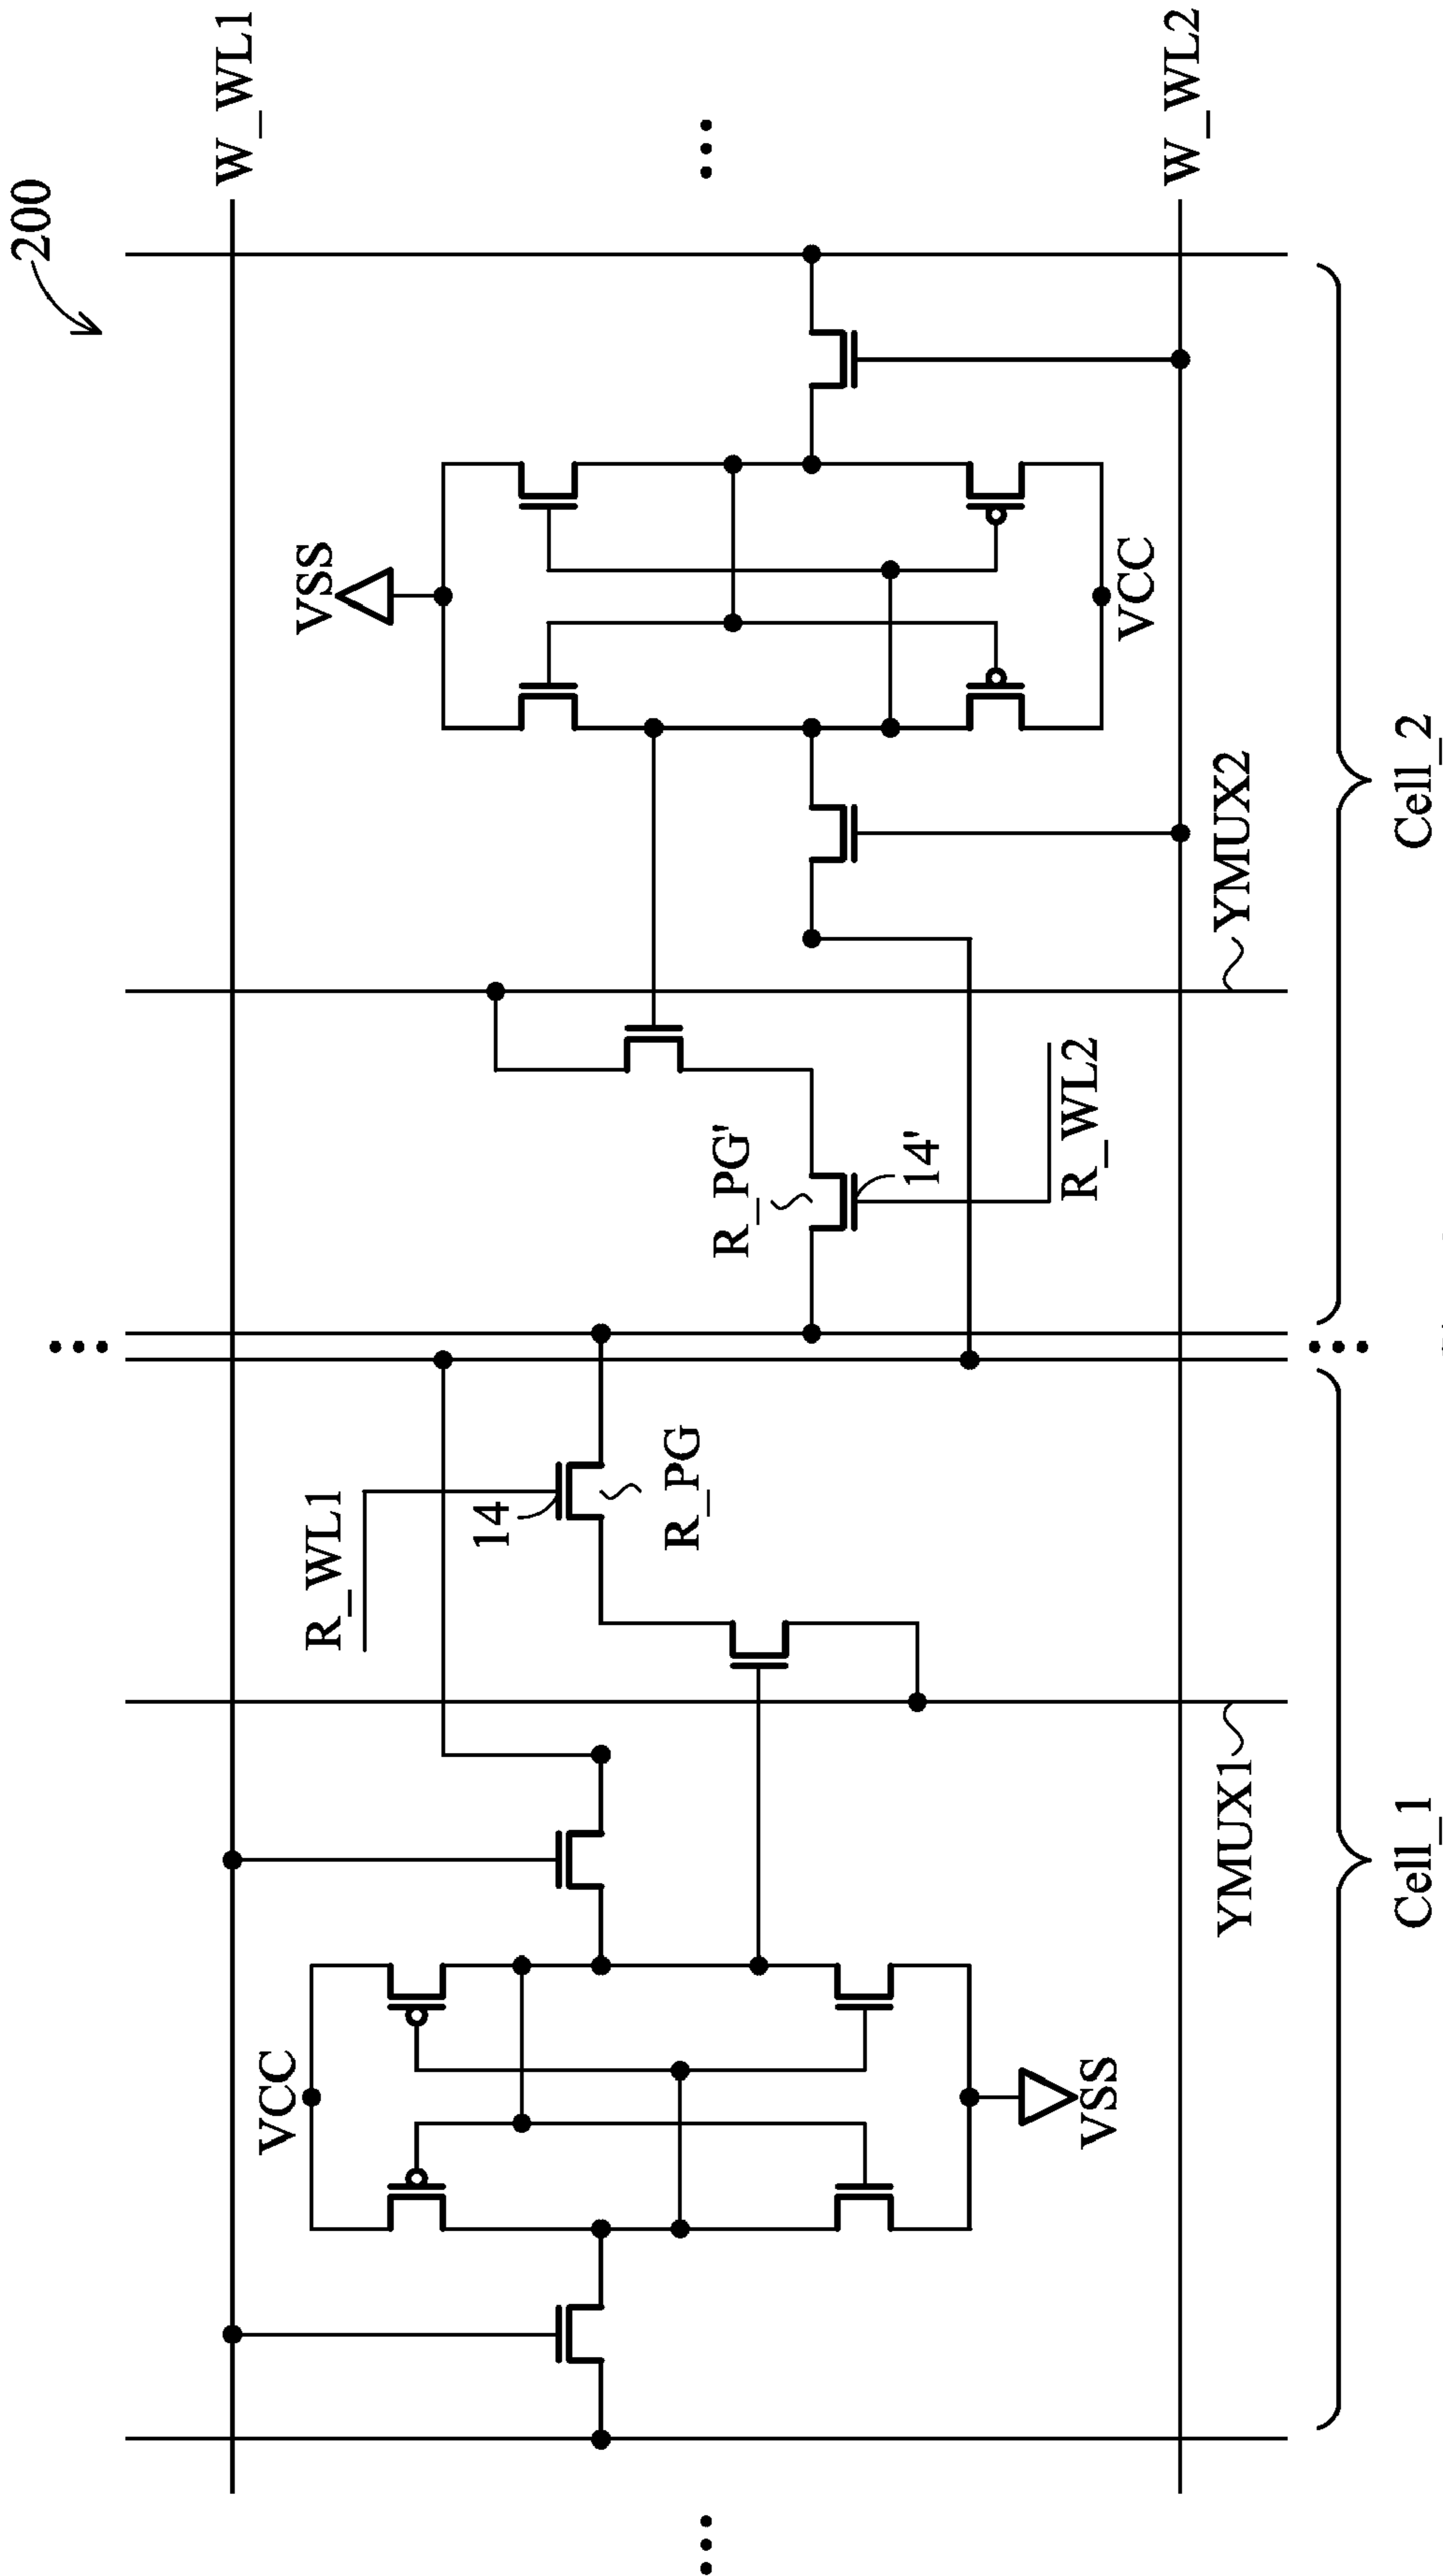 200
W_WL1
VCC
R_WL1
VSS
14
R_PG
R_PG'
14'
VSS
R_WL2
VCC
YMUX1
YMUX2
W_WL2
Cell_1
Cell_2